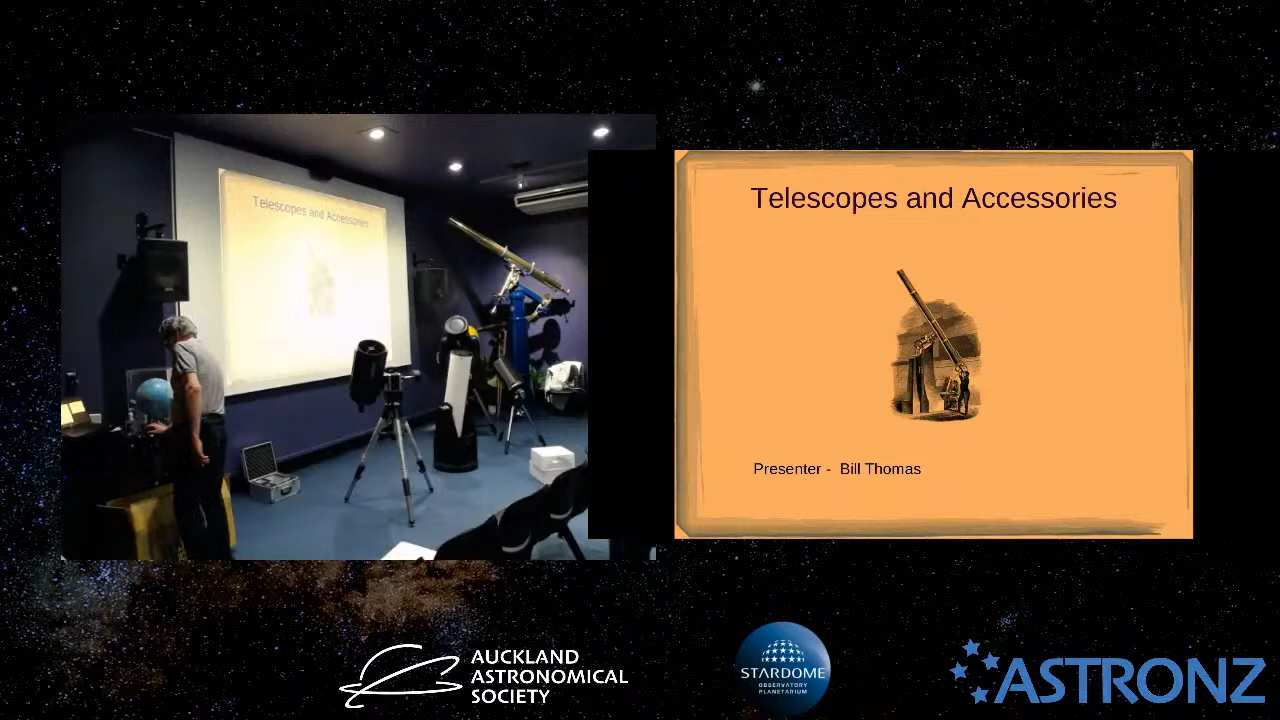 Telescopes and Accessories
Telescopes and Accessories
Presenter - Bill Thomas
AUCKLAND
ASTRONOMICAL
SOCIETY
STARDOME
OBSERVATORY
PLANETARIUM
ASTRONZ